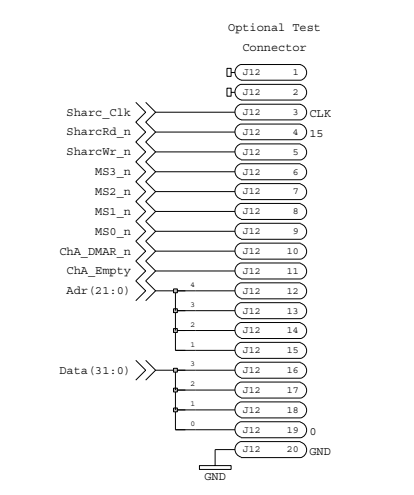 Optional Test
Connector
J12 1
J12 2
Sharc_Clk J12 3 CLK
SharcRd_n J12 4 15
SharcWr_n J12 5
MS3_n J12 6
MS2_n J12 7
MS1_n J12 8
MS0_n J12 9
ChA_DMAR_n J12 10
ChA_Empty J12 11
Adr(21:0) 4 J12 12
3 J12 13
2 J12 14
1 J12 15
Data(31:0) 3 J12 16
2 J12 17
1 J12 18
0 J12 19 0
J12 20 GND
GND